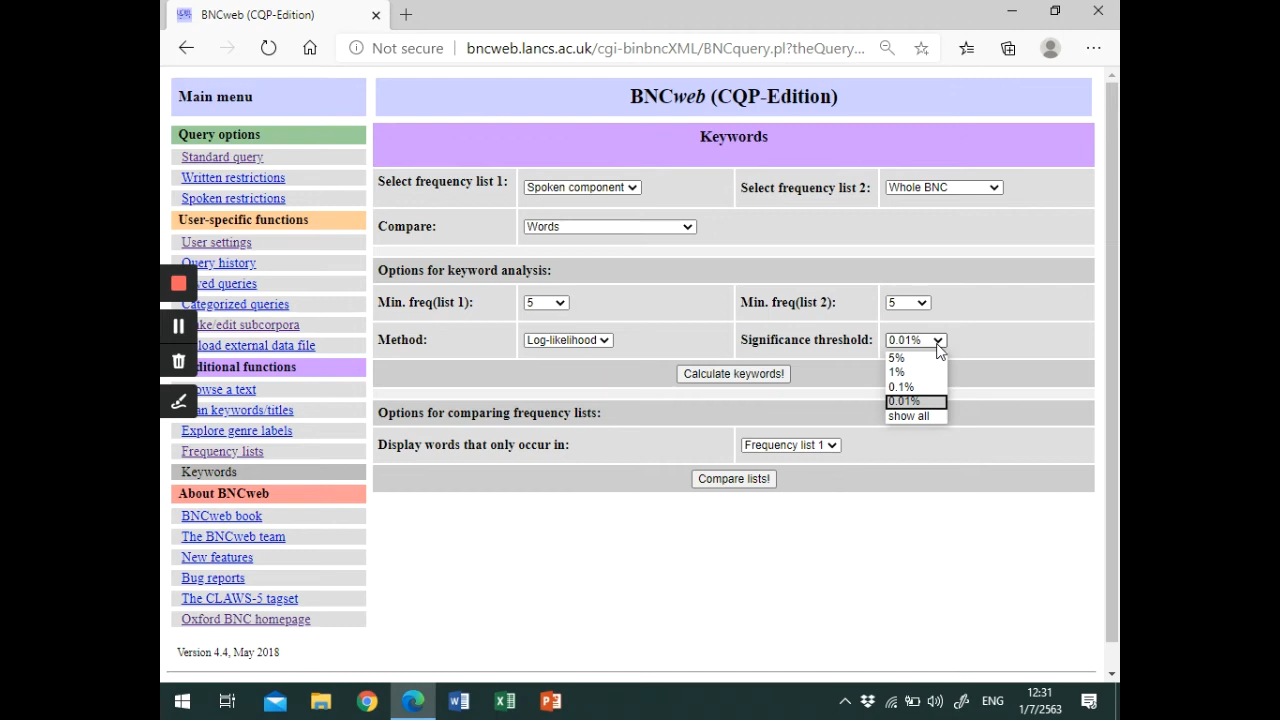 BNCweb (CQP-Edition)
Not secure
bncweb.lancs.ac.uk/cgi-binbncXML/BNCquery.pl?theQuery...
Main menu
Query options
Standard query
Written restrictions
Spoken restrictions
User-specific functions
User settings
Query history
ved queries
Categorized queries
ke/edit subcorpora
load external data file
ditional functions
owse a text
an keywords/titles
Explore genre labels
Frequency lists
Keywords
About BNCweb
BNCweb book
The BNCweb team
New features
Bug reports
The CLAWS-5 tagset
Oxford BNC homepage
Version 4.4, May 2018
BNCweb (CQP-Edition)
Keywords
Select frequency list 1: Spoken component Select frequency list 2: Whole BNC
Compare: Words
Options for keyword analysis:
Min. freq(list 1): 5 Min. freq(list 2): 5
Method: Log-likelihood Significance threshold: 0.01%
5%
1%
0.1%
0.01%
show all
Calculate keywords!
Options for comparing frequency lists:
Display words that only occur in: Frequency list 1
Compare lists!
ENG
12:31
1/7/2563